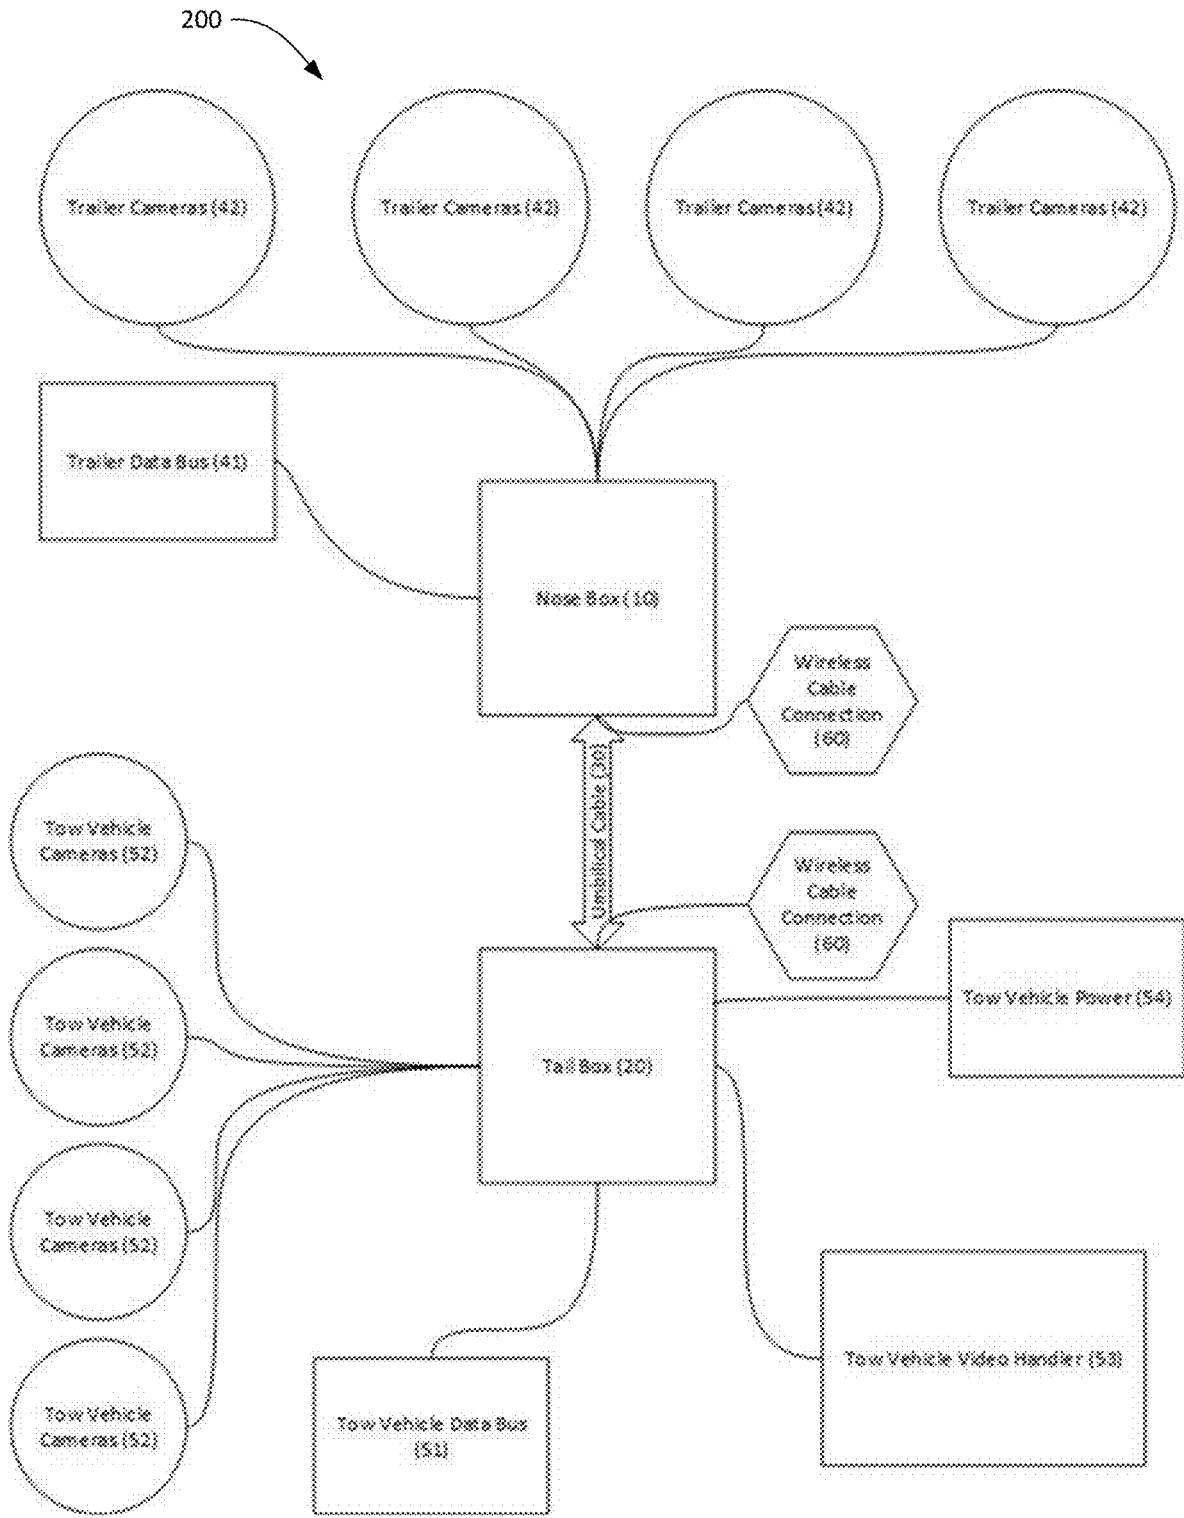 200
Trailer Cameras (42)
Trailer Cameras (42)
Trailer Cameras (42)
Trailer Cameras (42)
Trailer Data Bus (41)
Nose Box (10)
Wireless
Cable
Connection
(60)
Umbilical Cable (30)
Tow Vehicle
Cameras (52)
Wireless
Cable
Connection
(60)
Tow Vehicle Power (54)
Tow Vehicle
Cameras (52)
Tail Box (20)
Tow Vehicle
Cameras (52)
Tow Vehicle Video Handler (53)
Tow Vehicle
Cameras (52)
Tow Vehicle Data Bus
(51)